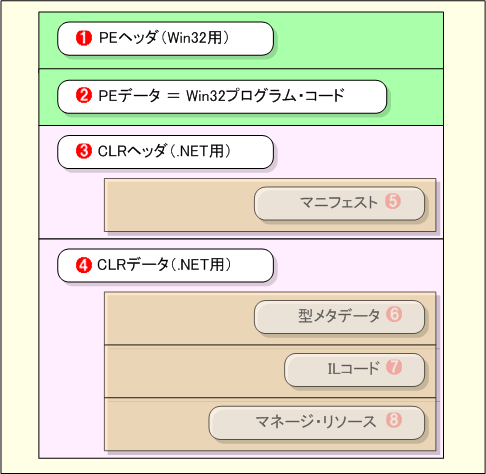 ❶ PEヘッダ(Win32用)
❷ PEデータ = Win32プログラム・コード
❸ CLRヘッダ(.NET用)
マニフェスト ❺
❹ CLRデータ(.NET用)
型メタデータ ❻
ILコード ❼
マネージ・リソース ❽